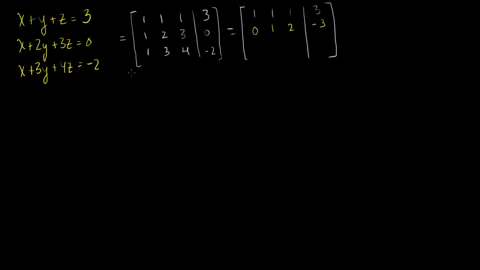 x+y+z=3
x+2y+3z=0
x+3y+4z=-2
= [ 1 1 1 | 3
1 2 3 | 0
1 3 4 | -2 ]
= [ 1 1 1 | 3
0 1 2 | -3 ]